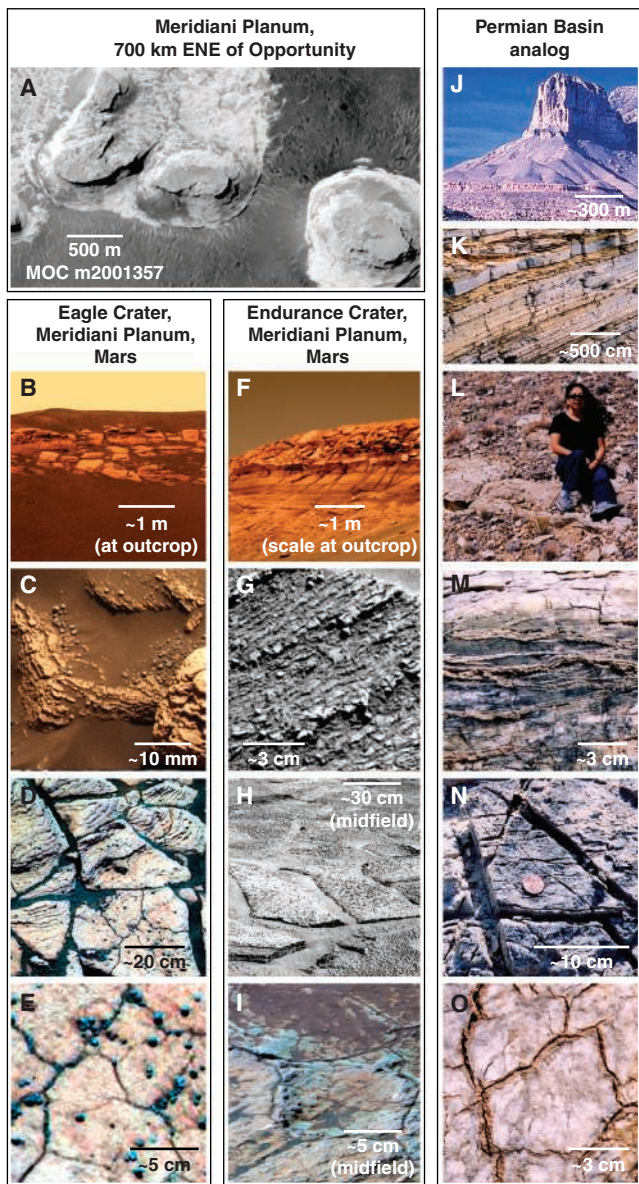 Meridiani Planum,
700 km ENE of Opportunity
A
500 m
MOC m2001357
Eagle Crater,
Meridiani Planum,
Mars
B
~1 m
(at outcrop)
C
~10 mm
D
~20 cm
E
~5 cm
Endurance Crater,
Meridiani Planum,
Mars
F
~1 m
(scale at outcrop)
G
~3 cm
H
~30 cm
(midfield)
I
~5 cm
(midfield)
Permian Basin
analog
J
~300 m
K
~500 cm
L
M
~3 cm
N
~10 cm
O
~3 cm